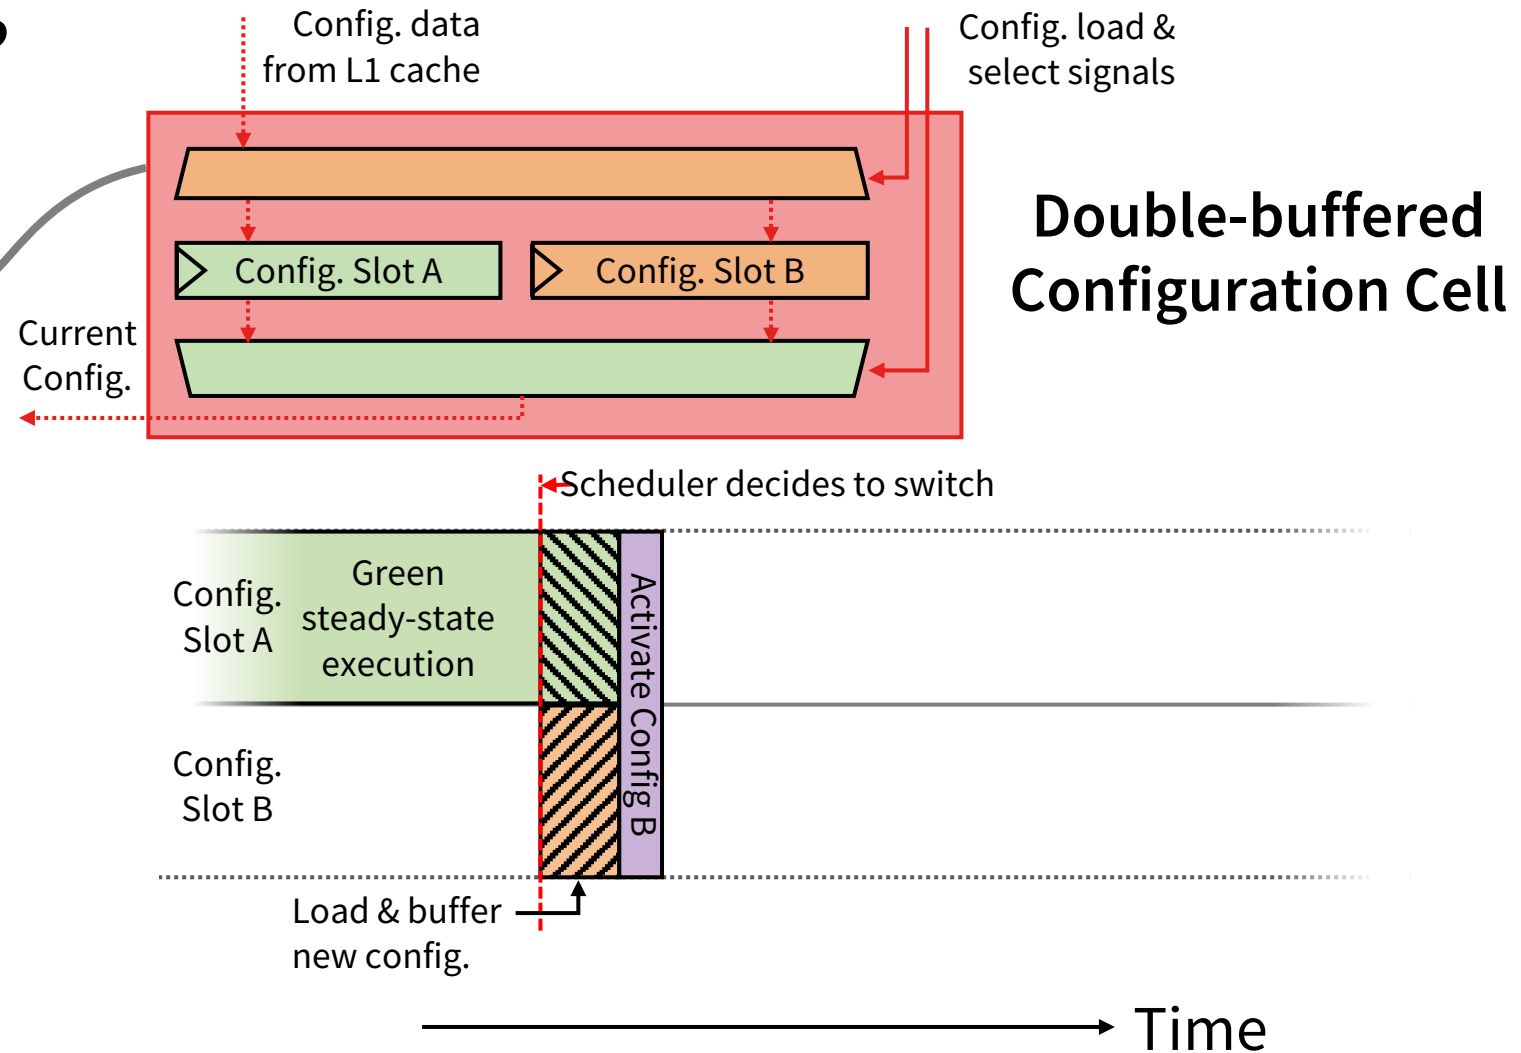 Config. data
from L1 cache
Config. load &
select signals
Double-buffered
Configuration Cell
Config. Slot A
Config. Slot B
Current
Config.
Scheduler decides to switch
Config.
Slot A
Green
steady-state
execution
Activate Config B
Config.
Slot B
Load & buffer
new config.
Time